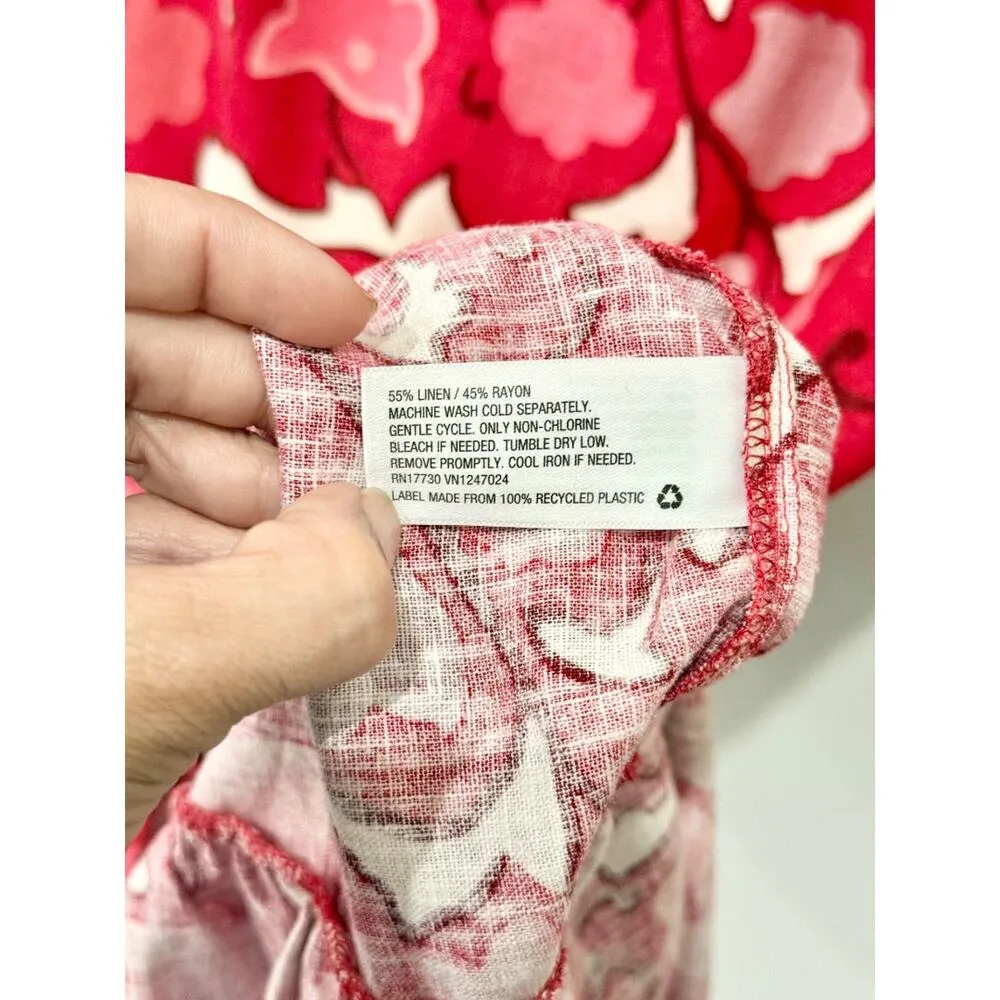 55% LINEN / 45% RAYON
MACHINE WASH COLD SEPARATELY.
GENTLE CYCLE. ONLY NON-CHLORINE
BLEACH IF NEEDED. TUMBLE DRY LOW.
REMOVE PROMPTLY. COOL IRON IF NEEDED.
RN17730 VN1247024
LABEL MADE FROM 100% RECYCLED PLASTIC